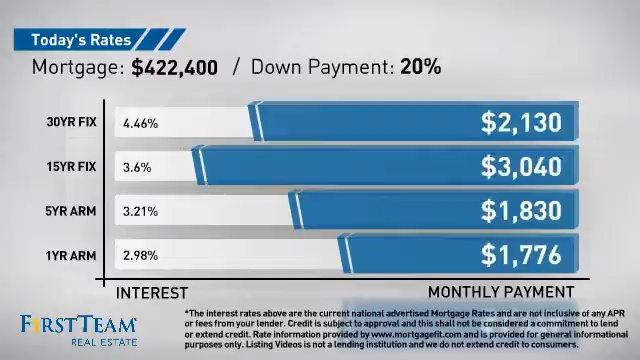 Today's Rates
Mortgage: $422,400 / Down Payment: 20%
30YR FIX 4.46% $2,130
15YR FIX 3.6% $3,040
5YR ARM 3.21% $1,830
1YR ARM 2.98% $1,776
INTEREST MONTHLY PAYMENT
FIRSTTEAM®
REAL ESTATE
*The interest rates above are the current national advertised Mortgage Rates and are not inclusive of any APR
or fees from your lender. Credit is subject to approval and this shall not be considered a commitment to lend
or extend credit. Rate information provided by www.mortgagefit.com and is provided for general informational
purposes only. Listing Videos is not a lending institution and we do not extend credit to consumers.